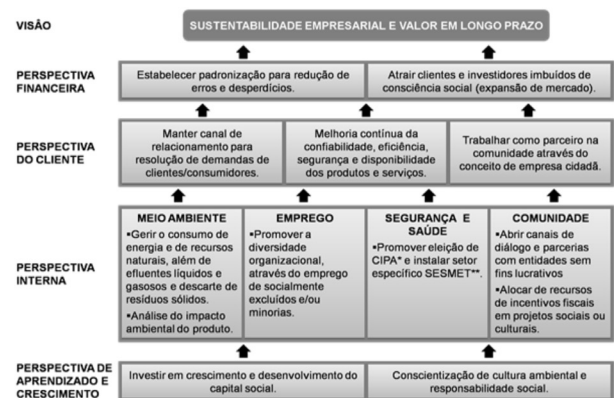 VISÃO
SUSTENTABILIDADE EMPRESARIAL E VALOR EM LONGO PRAZO
PERSPECTIVA
FINANCEIRA
Estabelecer padronização para redução de
erros e desperdícios.
Atrair clientes e investidores imbuídos de
consciência social (expansão de mercado).
PERSPECTIVA
DO CLIENTE
Manter canal de
relacionamento para
resolução de demandas de
clientes/consumidores.
Melhoria contínua da
confiabilidade, eficiência,
segurança e disponibilidade
dos produtos e serviços.
Trabalhar como parceiro na
comunidade através do
conceito de empresa cidadã.
PERSPECTIVA
INTERNA
MEIO AMBIENTE
▪Gerir o consumo de
energia e de recursos
naturais, além de
efluentes líquidos e
gasosos e descarte de
resíduos sólidos.
▪Análise do impacto
ambiental do produto.
EMPREGO
▪Promover a
diversidade
organizacional,
através do emprego
de socialmente
excluídos e/ou
minorias.
SEGURANÇA E
SAÚDE
▪Promover eleição de
CIPA* e instalar setor
específico SESMET**.
COMUNIDADE
▪Abrir canais de
diálogo e parcerias
com entidades sem
fins lucrativos
▪Alocar de recursos
de incentivos fiscais
em projetos sociais ou
culturais.
PERSPECTIVA DE
APRENDIZADO E
CRESCIMENTO
Investir em crescimento e desenvolvimento do
capital social.
Conscientização de cultura ambiental e
responsabilidade social.